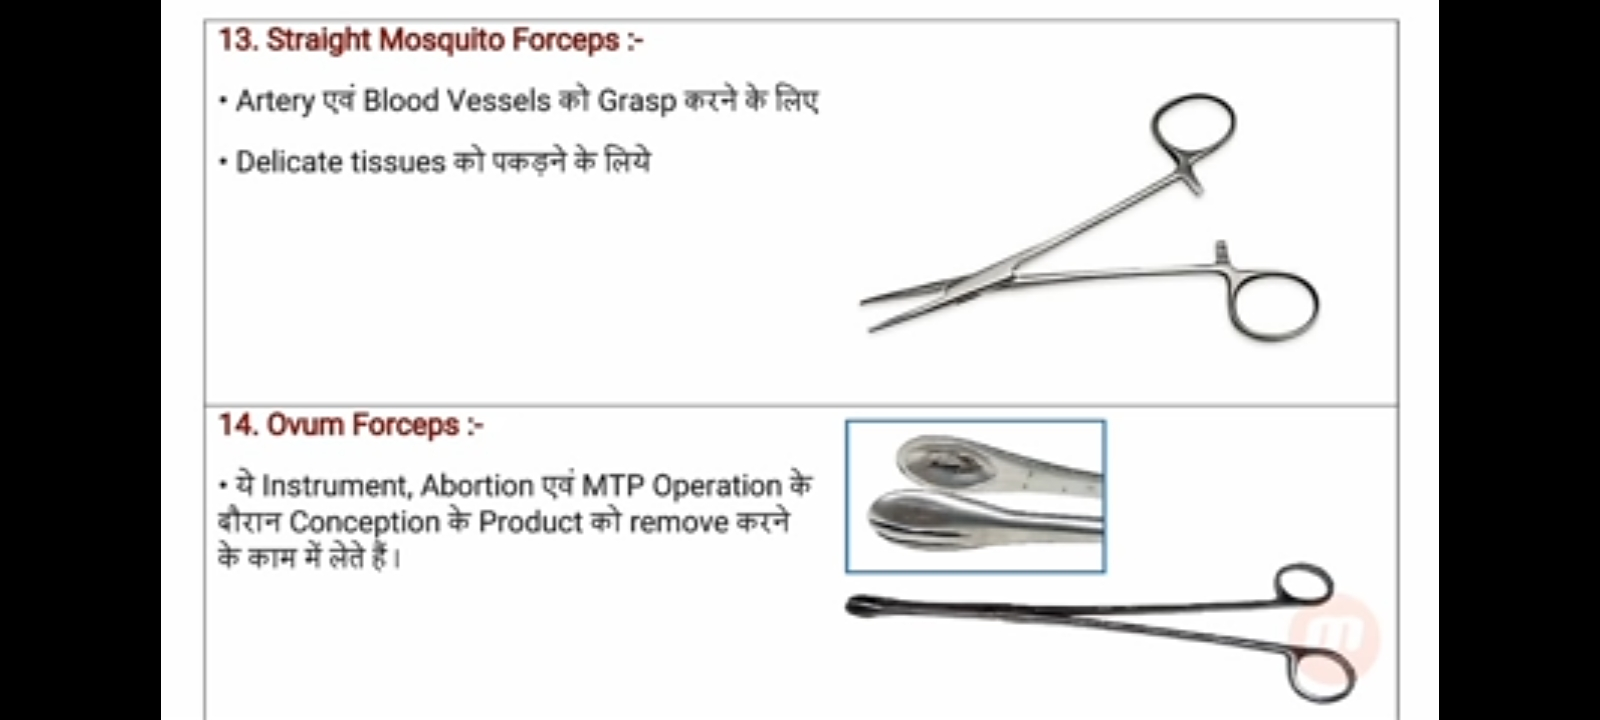 13. Straight Mosquito Forceps :-
• Artery एवं Blood Vessels को Grasp करने के लिए
• Delicate tissues को पकड़ने के लिये
14. Ovum Forceps :-
• ये Instrument, Abortion एवं MTP Operation के
दौरान Conception के Product को remove करने
के काम में लेते हैं।
m